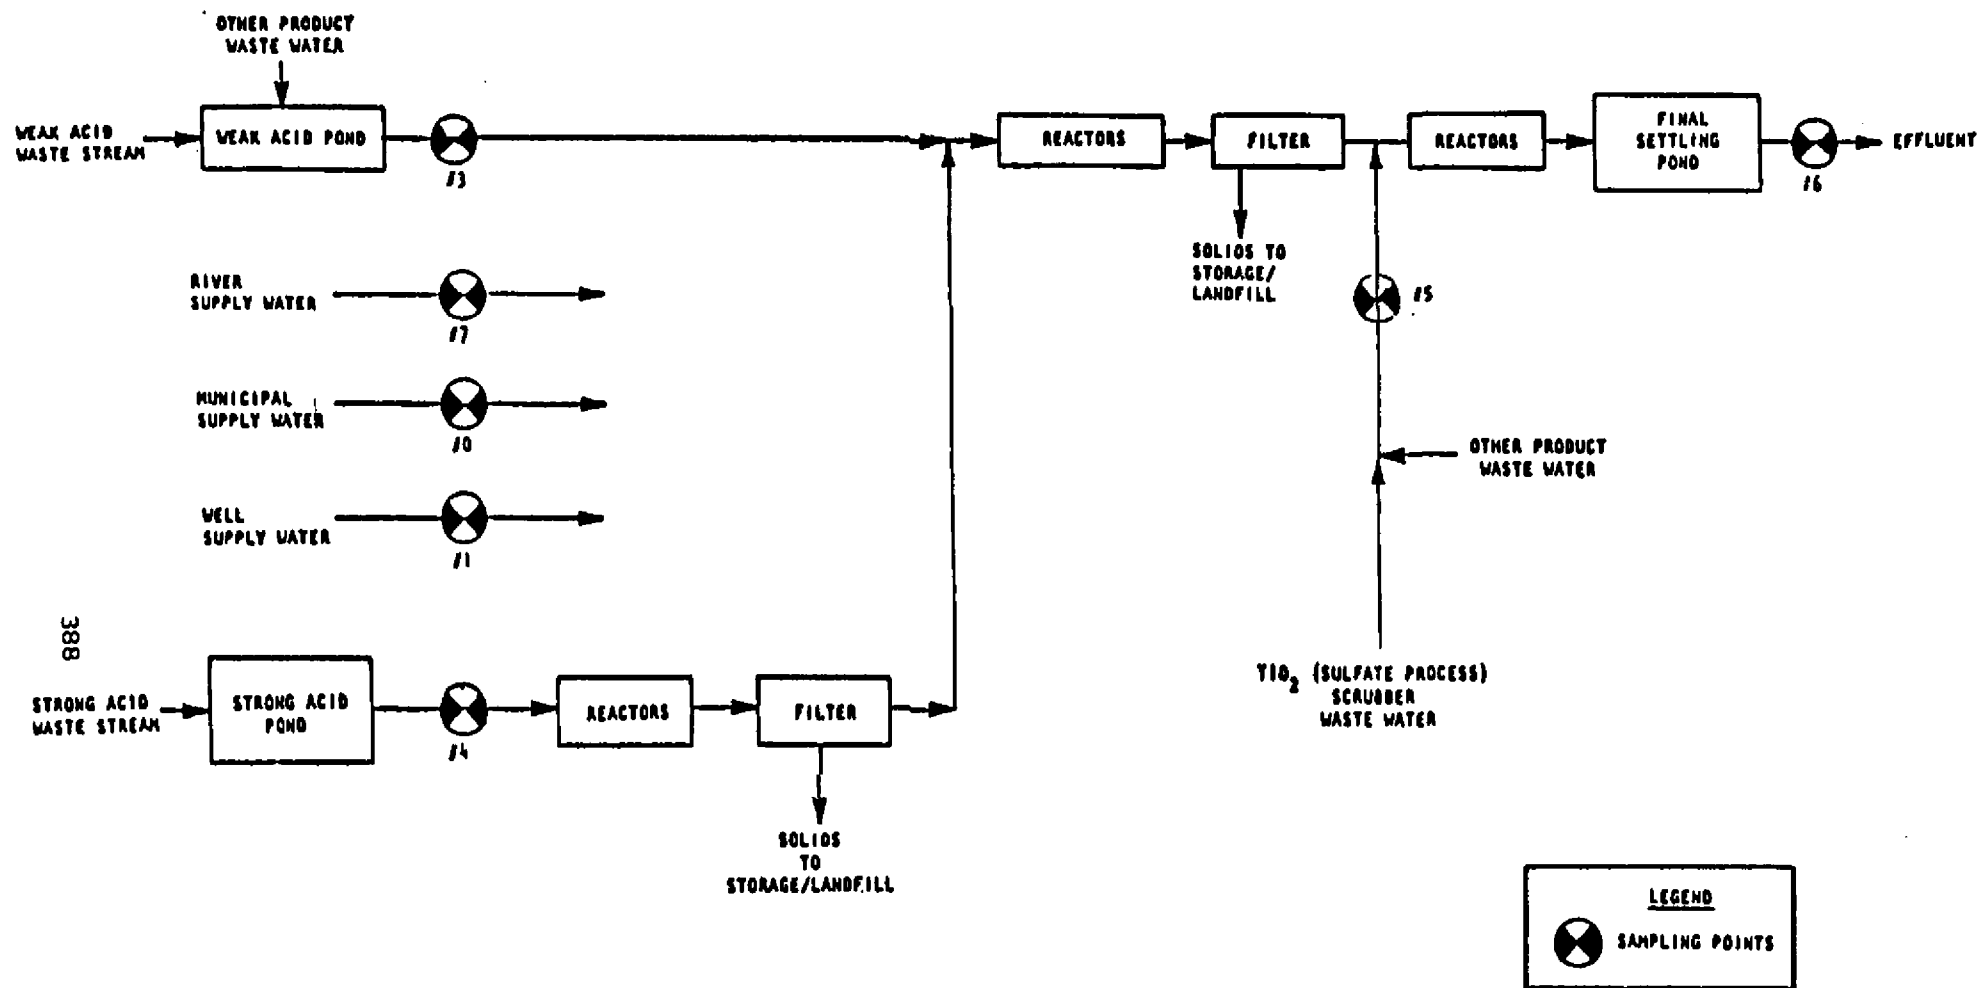 OTHER PRODUCT
WASTE WATER
WEAK ACID
WASTE STREAM
WEAK ACID POND
#3
REACTORS
FILTER
REACTORS
FINAL
SETTLING
POND
#6
EFFLUENT
SOLIDS TO
STORAGE/
LANDFILL
#5
RIVER
SUPPLY WATER
#7
MUNICIPAL
SUPPLY WATER
#0
OTHER PRODUCT
WASTE WATER
WELL
SUPPLY WATER
#1
388
STRONG ACID
WASTE STREAM
STRONG ACID
POND
#4
REACTORS
FILTER
TiO2 (SULFATE PROCESS)
SCRUBBER
WASTE WATER
SOLIDS
TO
STORAGE/LANDFILL
LEGEND
SAMPLING POINTS